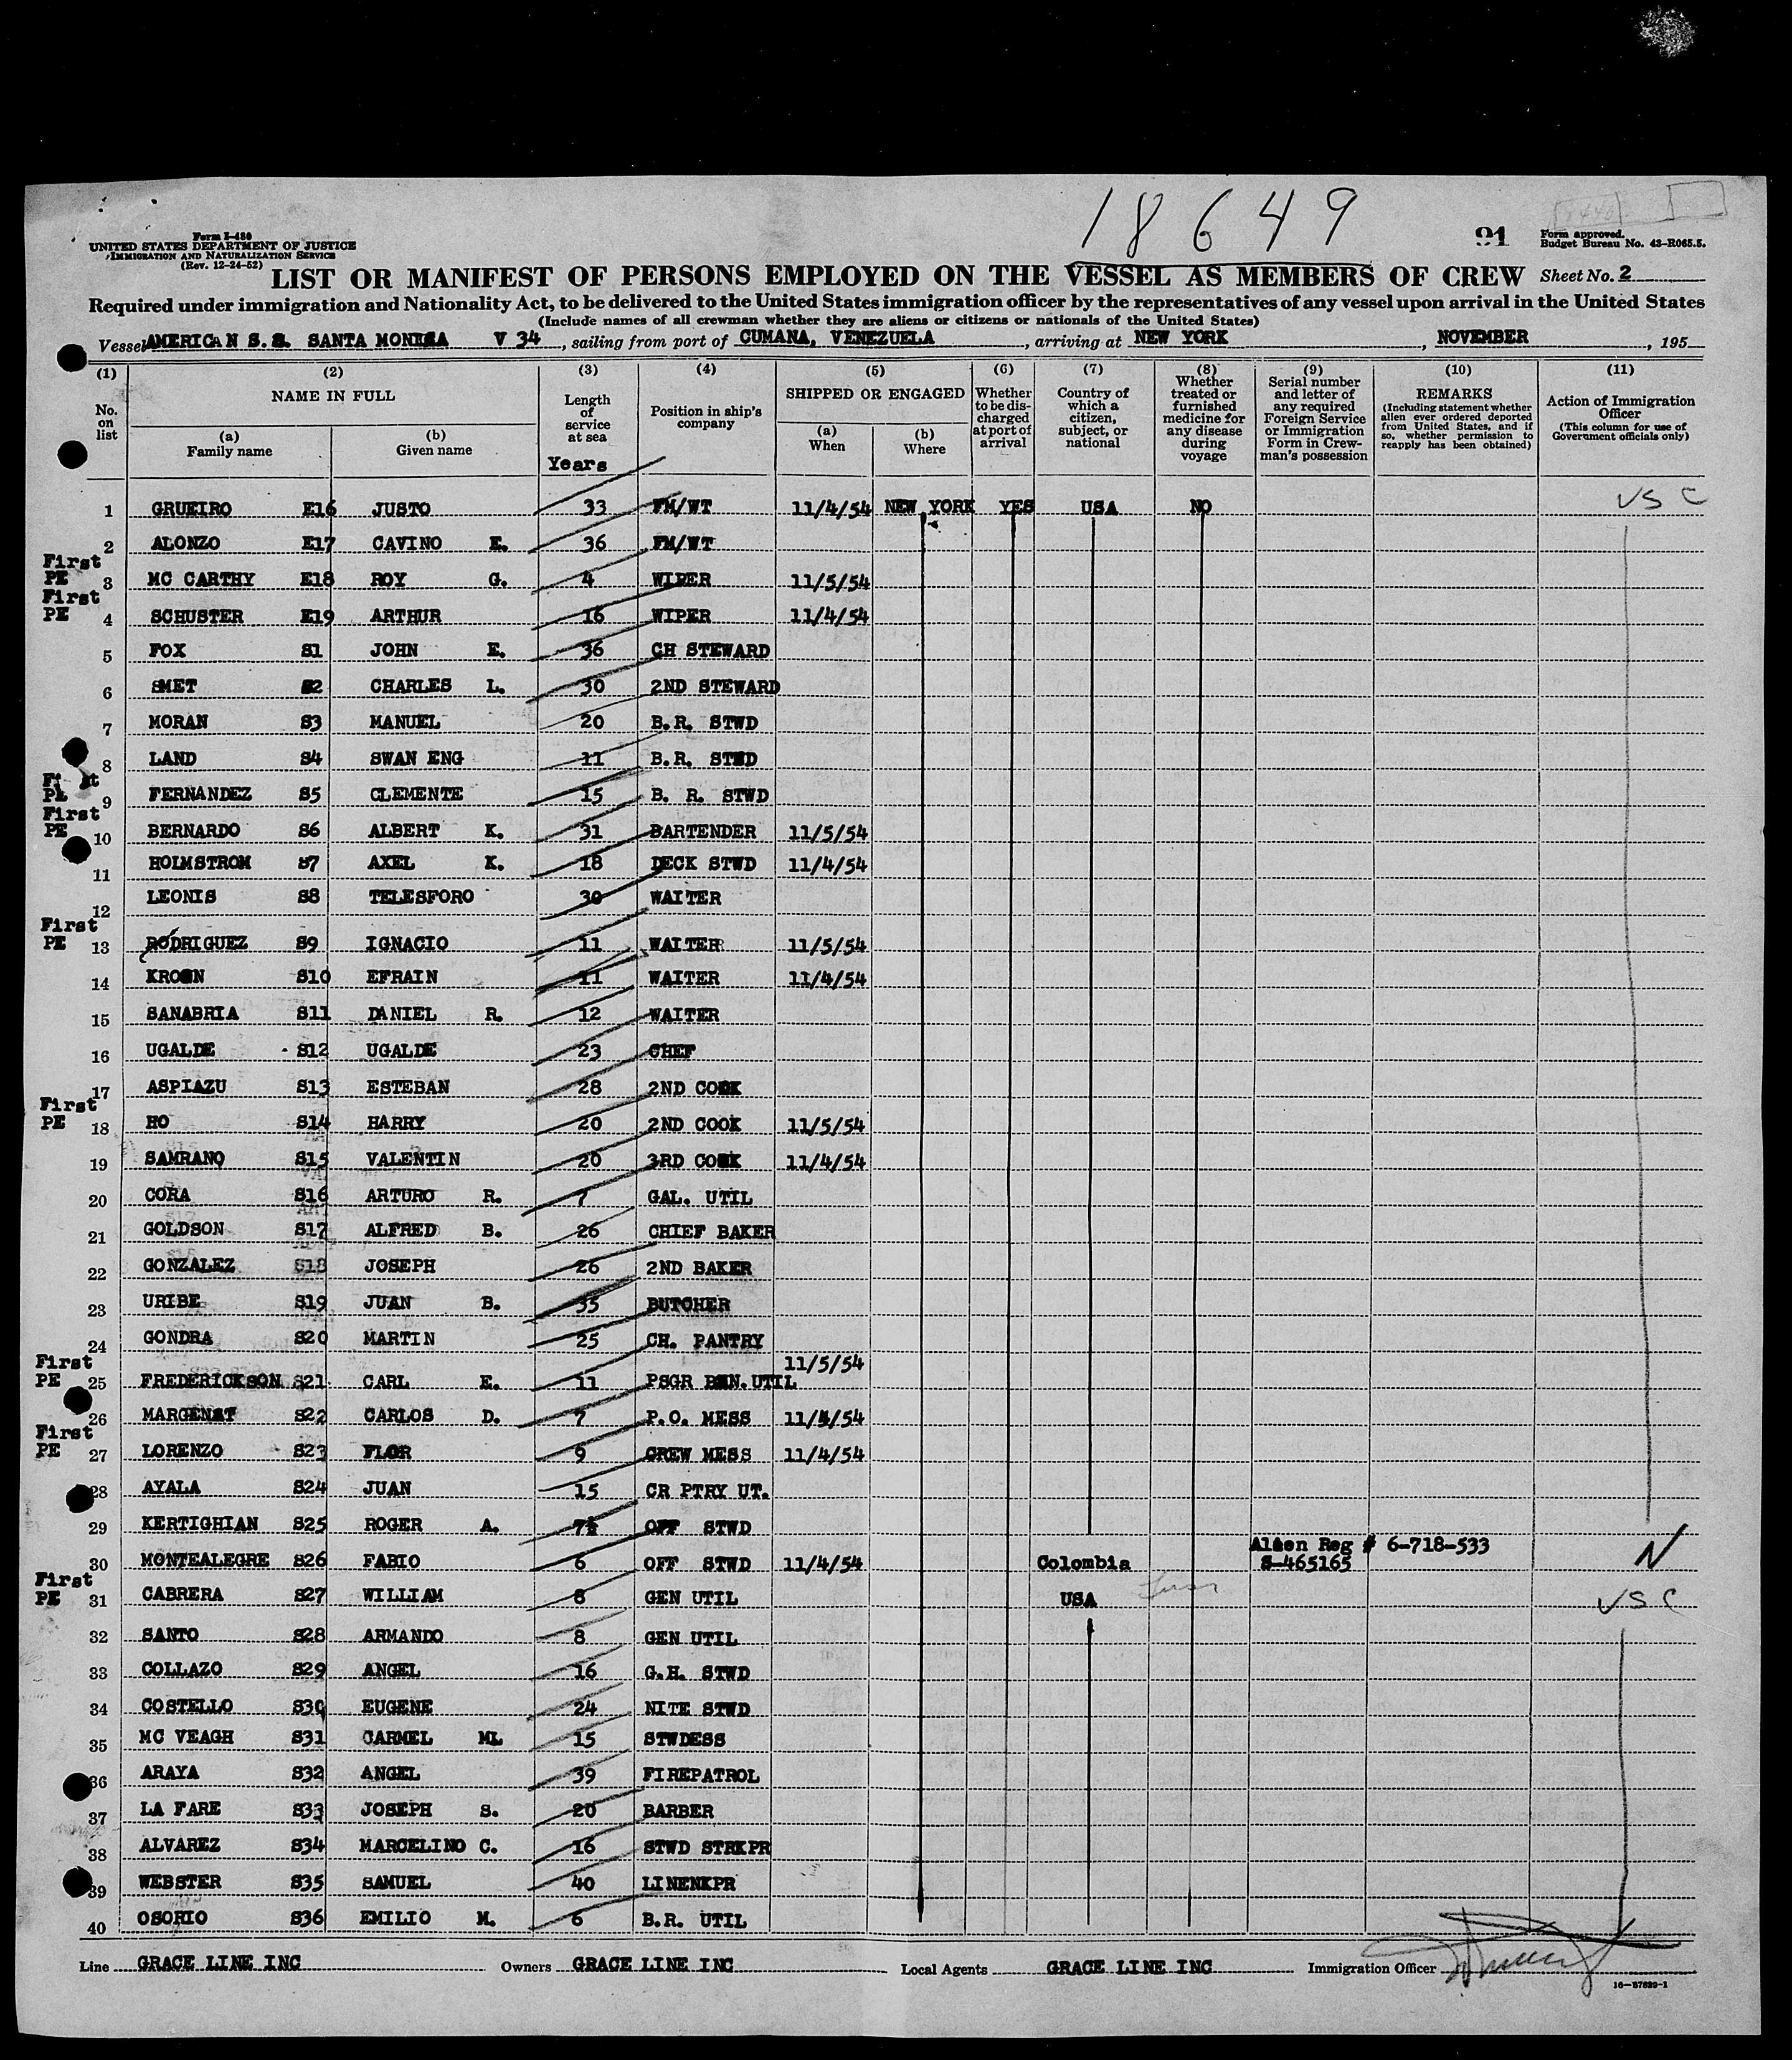 18649
91
Form I-480
UNITED STATES DEPARTMENT OF JUSTICE
IMMIGRATION AND NATURALIZATION SERVICE
(Rev. 12-24-52)
Form approved.
Budget Bureau No. 43-R065.5.
LIST OR MANIFEST OF PERSONS EMPLOYED ON THE VESSEL AS MEMBERS OF CREW
Sheet No. 2
Required under immigration and Nationality Act, to be delivered to the United States immigration officer by the representatives of any vessel upon arrival in the United States
(Include names of all crewman whether they are aliens or citizens or nationals of the United States)
Vessel AMERICAN S.S. SANTA MONICA V 34, sailing from port of CUMANA, VENEZUELA, arriving at NEW YORK, NOVEMBER, 195
(1) (2) (3) (4) (5) (6) (7) (8) (9) (10) (11)
No. on list
NAME IN FULL
(a) Family name
(b) Given name
Length of service at sea
Years
Position in ship's company
SHIPPED OR ENGAGED
(a) When
(b) Where
Whether to be discharged at port of arrival
Country of which a citizen, subject, or national
Whether treated or furnished medicine for any disease during voyage
Serial number and letter of any required Foreign Service or Immigration Form in Crewman's possession
REMARKS
(Including statement whether alien ever ordered deported from United States, and if so, whether permission to reapply has been obtained)
Action of Immigration Officer
(This column for use of Government officials only)
1 GRUEIRO E16 JUSTO 33 FM/WT 11/4/54 NEW YORK YES USA NO USC
2 ALONZO E17 CAVINO E. 36 FM/WT
First PE 3 MC CARTHY E18 ROY G. 4 WIPER 11/5/54
First PE 4 SCHUSTER E19 ARTHUR 16 WIPER 11/4/54
5 FOX S1 JOHN E. 36 CH STEWARD
6 SMET S2 CHARLES L. 30 2ND STEWARD
7 MORAN S3 MANUEL 20 B.R. STWD
8 LAND S4 SWAN ENG 11 B.R. STWD
First PE 9 FERNANDEZ S5 CLEMENTE 15 B. R. STWD
First PE 10 BERNARDO S6 ALBERT K. 31 BARTENDER 11/5/54
11 HOLMSTROM S7 AXEL K. 18 DECK STWD 11/4/54
12 LEONIS S8 TELESFORO 30 WAITER
First PE 13 RODRIGUEZ S9 IGNACIO 11 WAITER 11/5/54
14 KROON S10 EFRAIN 11 WAITER 11/4/54
15 SANABRIA S11 DANIEL R. 12 WAITER
16 UGALDE S12 UGALDE 23 CHEF
17 ASPIAZU S13 ESTEBAN 28 2ND COOK
First PE 18 HO S14 HARRY 20 2ND COOK 11/5/54
19 SAMRANO S15 VALENTIN 20 3RD COOK 11/4/54
20 CORA S16 ARTURO R. 7 GAL. UTIL
21 GOLDSON S17 ALFRED B. 26 CHIEF BAKER
22 GONZALEZ S18 JOSEPH 26 2ND BAKER
23 URIBE S19 JUAN B. 35 BUTCHER
24 GONDRA S20 MARTIN 25 CH. PANTRY
First PE 25 FREDERICKSON S21 CARL E. 11 PSGR UTIL 11/5/54
26 MARGENAT S22 CARLOS D. 7 P.O. MESS 11/4/54
First PE 27 LORENZO S23 FLOR 9 CREW MESS 11/4/54
28 AYALA S24 JUAN 15 CR PTRY UT.
29 KERTIGHIAN S25 ROGER A. OFF STWD
30 MONTEALEGRE S26 FABIO 6 OFF STWD 11/4/54 Colombia Alien Reg # 6-718-533 S-465165 N
First PE 31 CABRERA S27 WILLIAM 8 GEN UTIL USA USC
32 SANTO S28 ARMANDO 8 GEN UTIL
33 COLLAZO S29 ANGEL 16 G.H. STWD
34 COSTELLO S30 EUGENE 24 NITE STWD
35 MC VEAGH S31 CARMEL M. 15 STWDESS
36 ARAYA S32 ANGEL 39 FIREPATROL
37 LA FARE S33 JOSEPH S. 20 BARBER
38 ALVAREZ S34 MARCELINO C. 16 STWD STRKPR
39 WEBSTER S35 SAMUEL 40 LINENKPR
40 OSORIO S36 EMILIO M. 6 B.R. UTIL
Line GRACE LINE INC Owners GRACE LINE INC Local Agents GRACE LINE INC Immigration Officer
16-57629-1